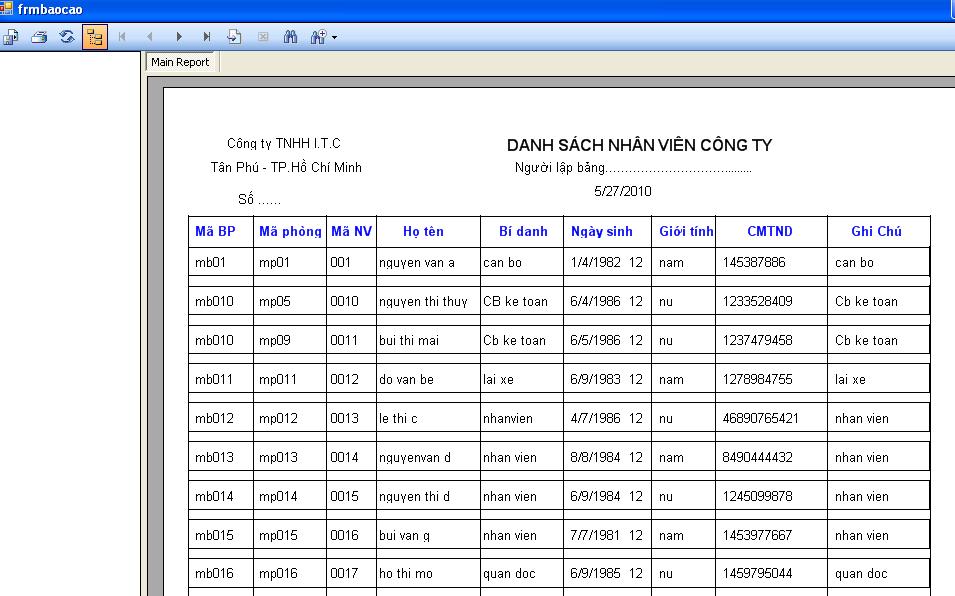 frmbaocao
Main Report
Công ty TNHH I.T.C
DANH SÁCH NHÂN VIÊN CÔNG TY
Tân Phú - TP.Hồ Chí Minh
Người lập bảng......................................
Số ......
5/27/2010
Mã BP Mã phòng Mã NV Họ tên Bí danh Ngày sinh Giới tính CMTND Ghi Chú
mb01 mp01 001 nguyen van a can bo 1/4/1982 12 nam 145387886 can bo
mb010 mp05 0010 nguyen thi thuy CB ke toan 6/4/1986 12 nu 1233528409 Cb ke toan
mb010 mp09 0011 bui thi mai Cb ke toan 6/5/1986 12 nu 1237479458 Cb ke toan
mb011 mp011 0012 do van be lai xe 6/9/1983 12 nam 1278984755 lai xe
mb012 mp012 0013 le thi c nhanvien 4/7/1986 12 nu 46890765421 nhan vien
mb013 mp013 0014 nguyenvan d nhan vien 8/8/1984 12 nam 8490444432 nhan vien
mb014 mp014 0015 nguyen thi d nhan vien 6/9/1984 12 nu 1245099878 nhan vien
mb015 mp015 0016 bui van g nhan vien 7/7/1981 12 nam 1453977667 nhan vien
mb016 mp016 0017 ho thi mo quan doc 6/9/1985 12 nu 1459795044 quan doc